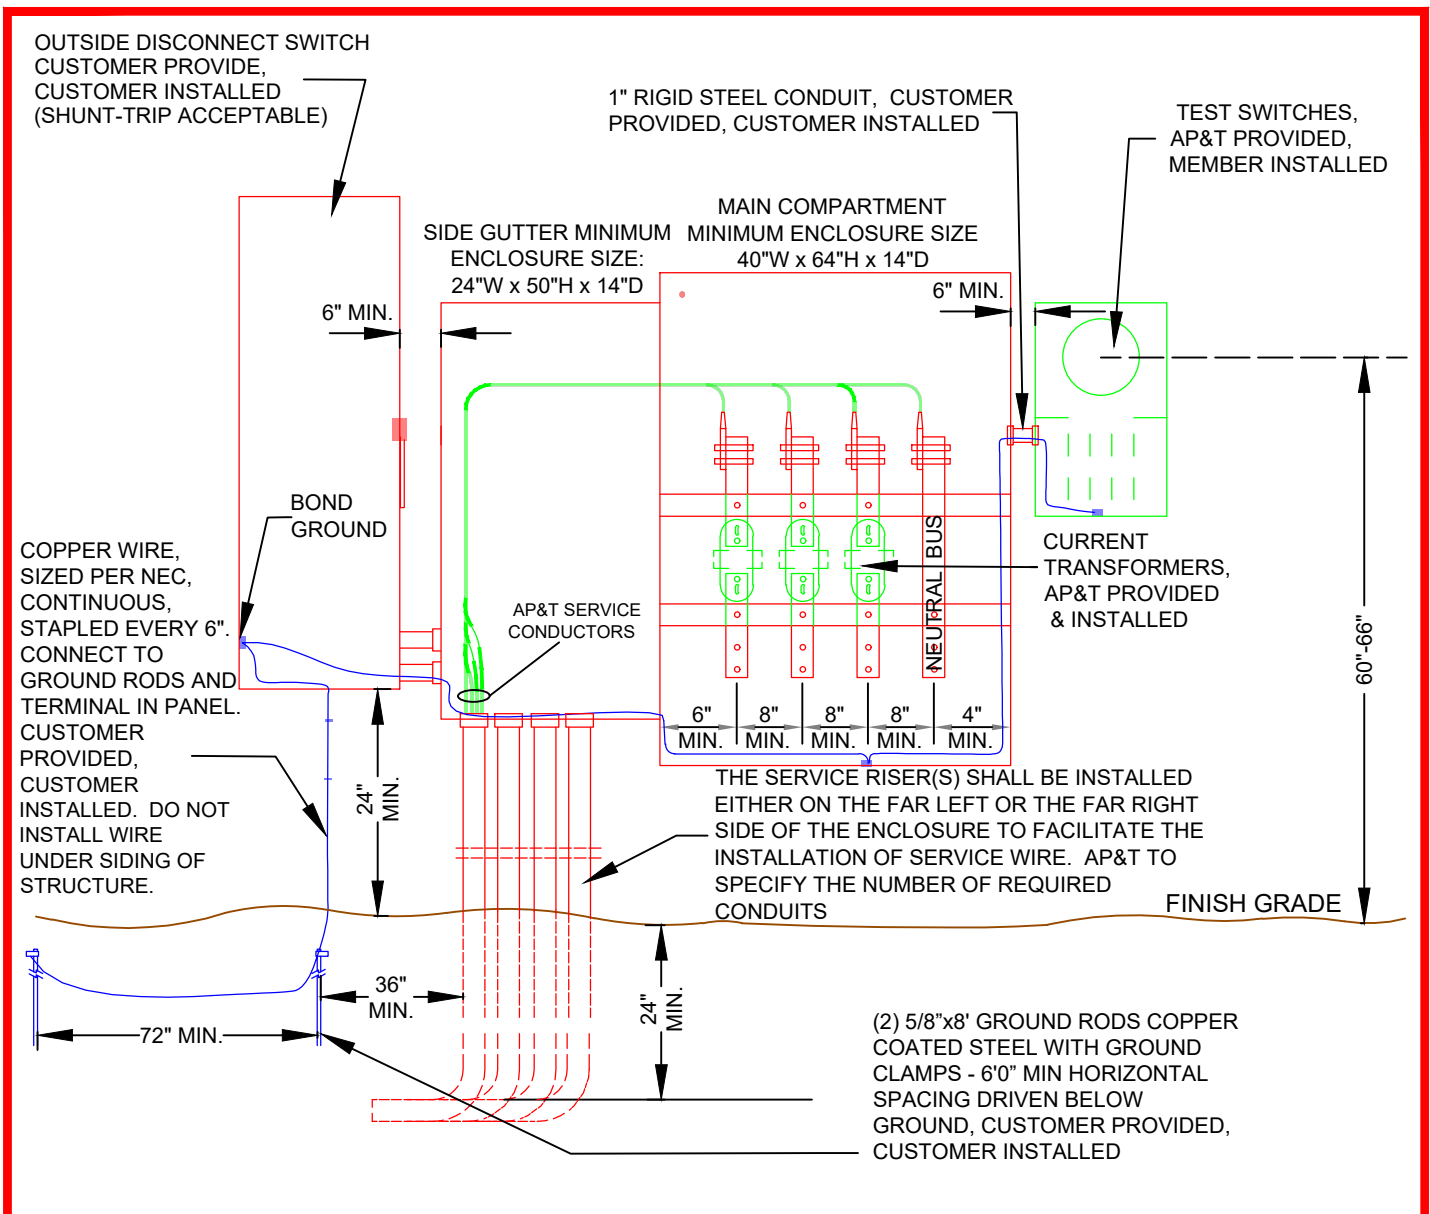 OUTSIDE DISCONNECT SWITCH
CUSTOMER PROVIDE,
CUSTOMER INSTALLED
(SHUNT-TRIP ACCEPTABLE)
1" RIGID STEEL CONDUIT, CUSTOMER
PROVIDED, CUSTOMER INSTALLED
TEST SWITCHES,
AP&T PROVIDED,
MEMBER INSTALLED
SIDE GUTTER MINIMUM
ENCLOSURE SIZE:
24"W x 50"H x 14"D
MAIN COMPARTMENT
MINIMUM ENCLOSURE SIZE
40"W x 64"H x 14"D
6" MIN.
6" MIN.
BOND
GROUND
COPPER WIRE,
SIZED PER NEC,
CONTINUOUS,
STAPLED EVERY 6".
CONNECT TO
GROUND RODS AND
TERMINAL IN PANEL.
CUSTOMER
PROVIDED,
CUSTOMER
INSTALLED. DO NOT
INSTALL WIRE
UNDER SIDING OF
STRUCTURE.
AP&T SERVICE
CONDUCTORS
NEUTRAL BUS
CURRENT
TRANSFORMERS,
AP&T PROVIDED
& INSTALLED
60"-66"
6"
MIN.
8"
MIN.
8"
MIN.
8"
MIN.
4"
MIN.
24"
MIN.
THE SERVICE RISER(S) SHALL BE INSTALLED
EITHER ON THE FAR LEFT OR THE FAR RIGHT
SIDE OF THE ENCLOSURE TO FACILITATE THE
INSTALLATION OF SERVICE WIRE. AP&T TO
SPECIFY THE NUMBER OF REQUIRED
CONDUITS
FINISH GRADE
36"
MIN.
24"
MIN.
72" MIN.
(2) 5/8”x8' GROUND RODS COPPER
COATED STEEL WITH GROUND
CLAMPS - 6'0” MIN HORIZONTAL
SPACING DRIVEN BELOW
GROUND, CUSTOMER PROVIDED,
CUSTOMER INSTALLED